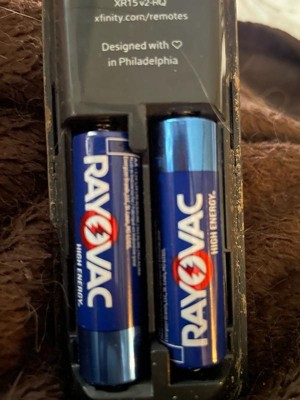 XR15 v2-RQ
xfinity.com/remotes
Designed with ♡
in Philadelphia
RAYOVAC
HIGH ENERGY.
RAYOVAC
HIGH ENERGY.